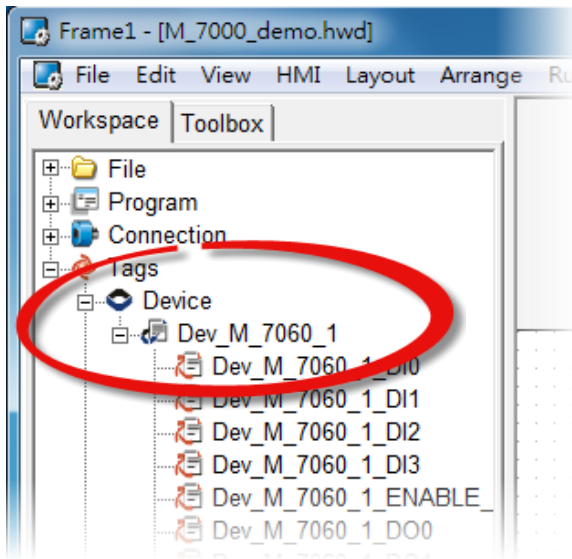 Frame1 - [M_7000_demo.hwd]
File Edit View HMI Layout Arrange Ru
Workspace Toolbox
File
Program
Connection
Tags
Device
Dev_M_7060_1
Dev_M_7060_1_DI0
Dev_M_7060_1_DI1
Dev_M_7060_1_DI2
Dev_M_7060_1_DI3
Dev_M_7060_1_ENABLE_
Dev_M_7060_1_DO0